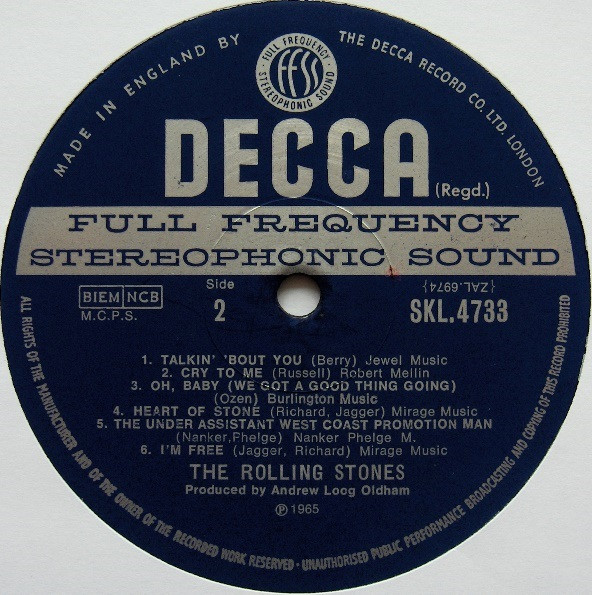 MADE IN ENGLAND BY
· FULL FREQUENCY ·
FFSS
STEREOPHONIC SOUND
THE DECCA RECORD CO. LTD. LONDON
DECCA
(Regd.)
FULL FREQUENCY
STEREOPHONIC SOUND
Side
2
BIEM NCB
M.C.P.S.
{ZAL.6974}
SKL.4733
1. TALKIN' 'BOUT YOU (Berry) Jewel Music
2. CRY TO ME (Russell) Robert Mellin
3. OH, BABY (WE GOT A GOOD THING GOING)
(Ozen) Burlington Music
4. HEART OF STONE (Richard, Jagger) Mirage Music
5. THE UNDER ASSISTANT WEST COAST PROMOTION MAN
(Nanker,Phelge) Nanker Phelge M.
6. I'M FREE (Jagger, Richard) Mirage Music
THE ROLLING STONES
Produced by Andrew Loog Oldham
℗ 1965
ALL RIGHTS OF THE MANUFACTURER AND OF THE OWNER OF THE RECORDED WORK RESERVED · UNAUTHORISED PUBLIC PERFORMANCE BROADCASTING AND COPYING OF THIS RECORD PROHIBITED